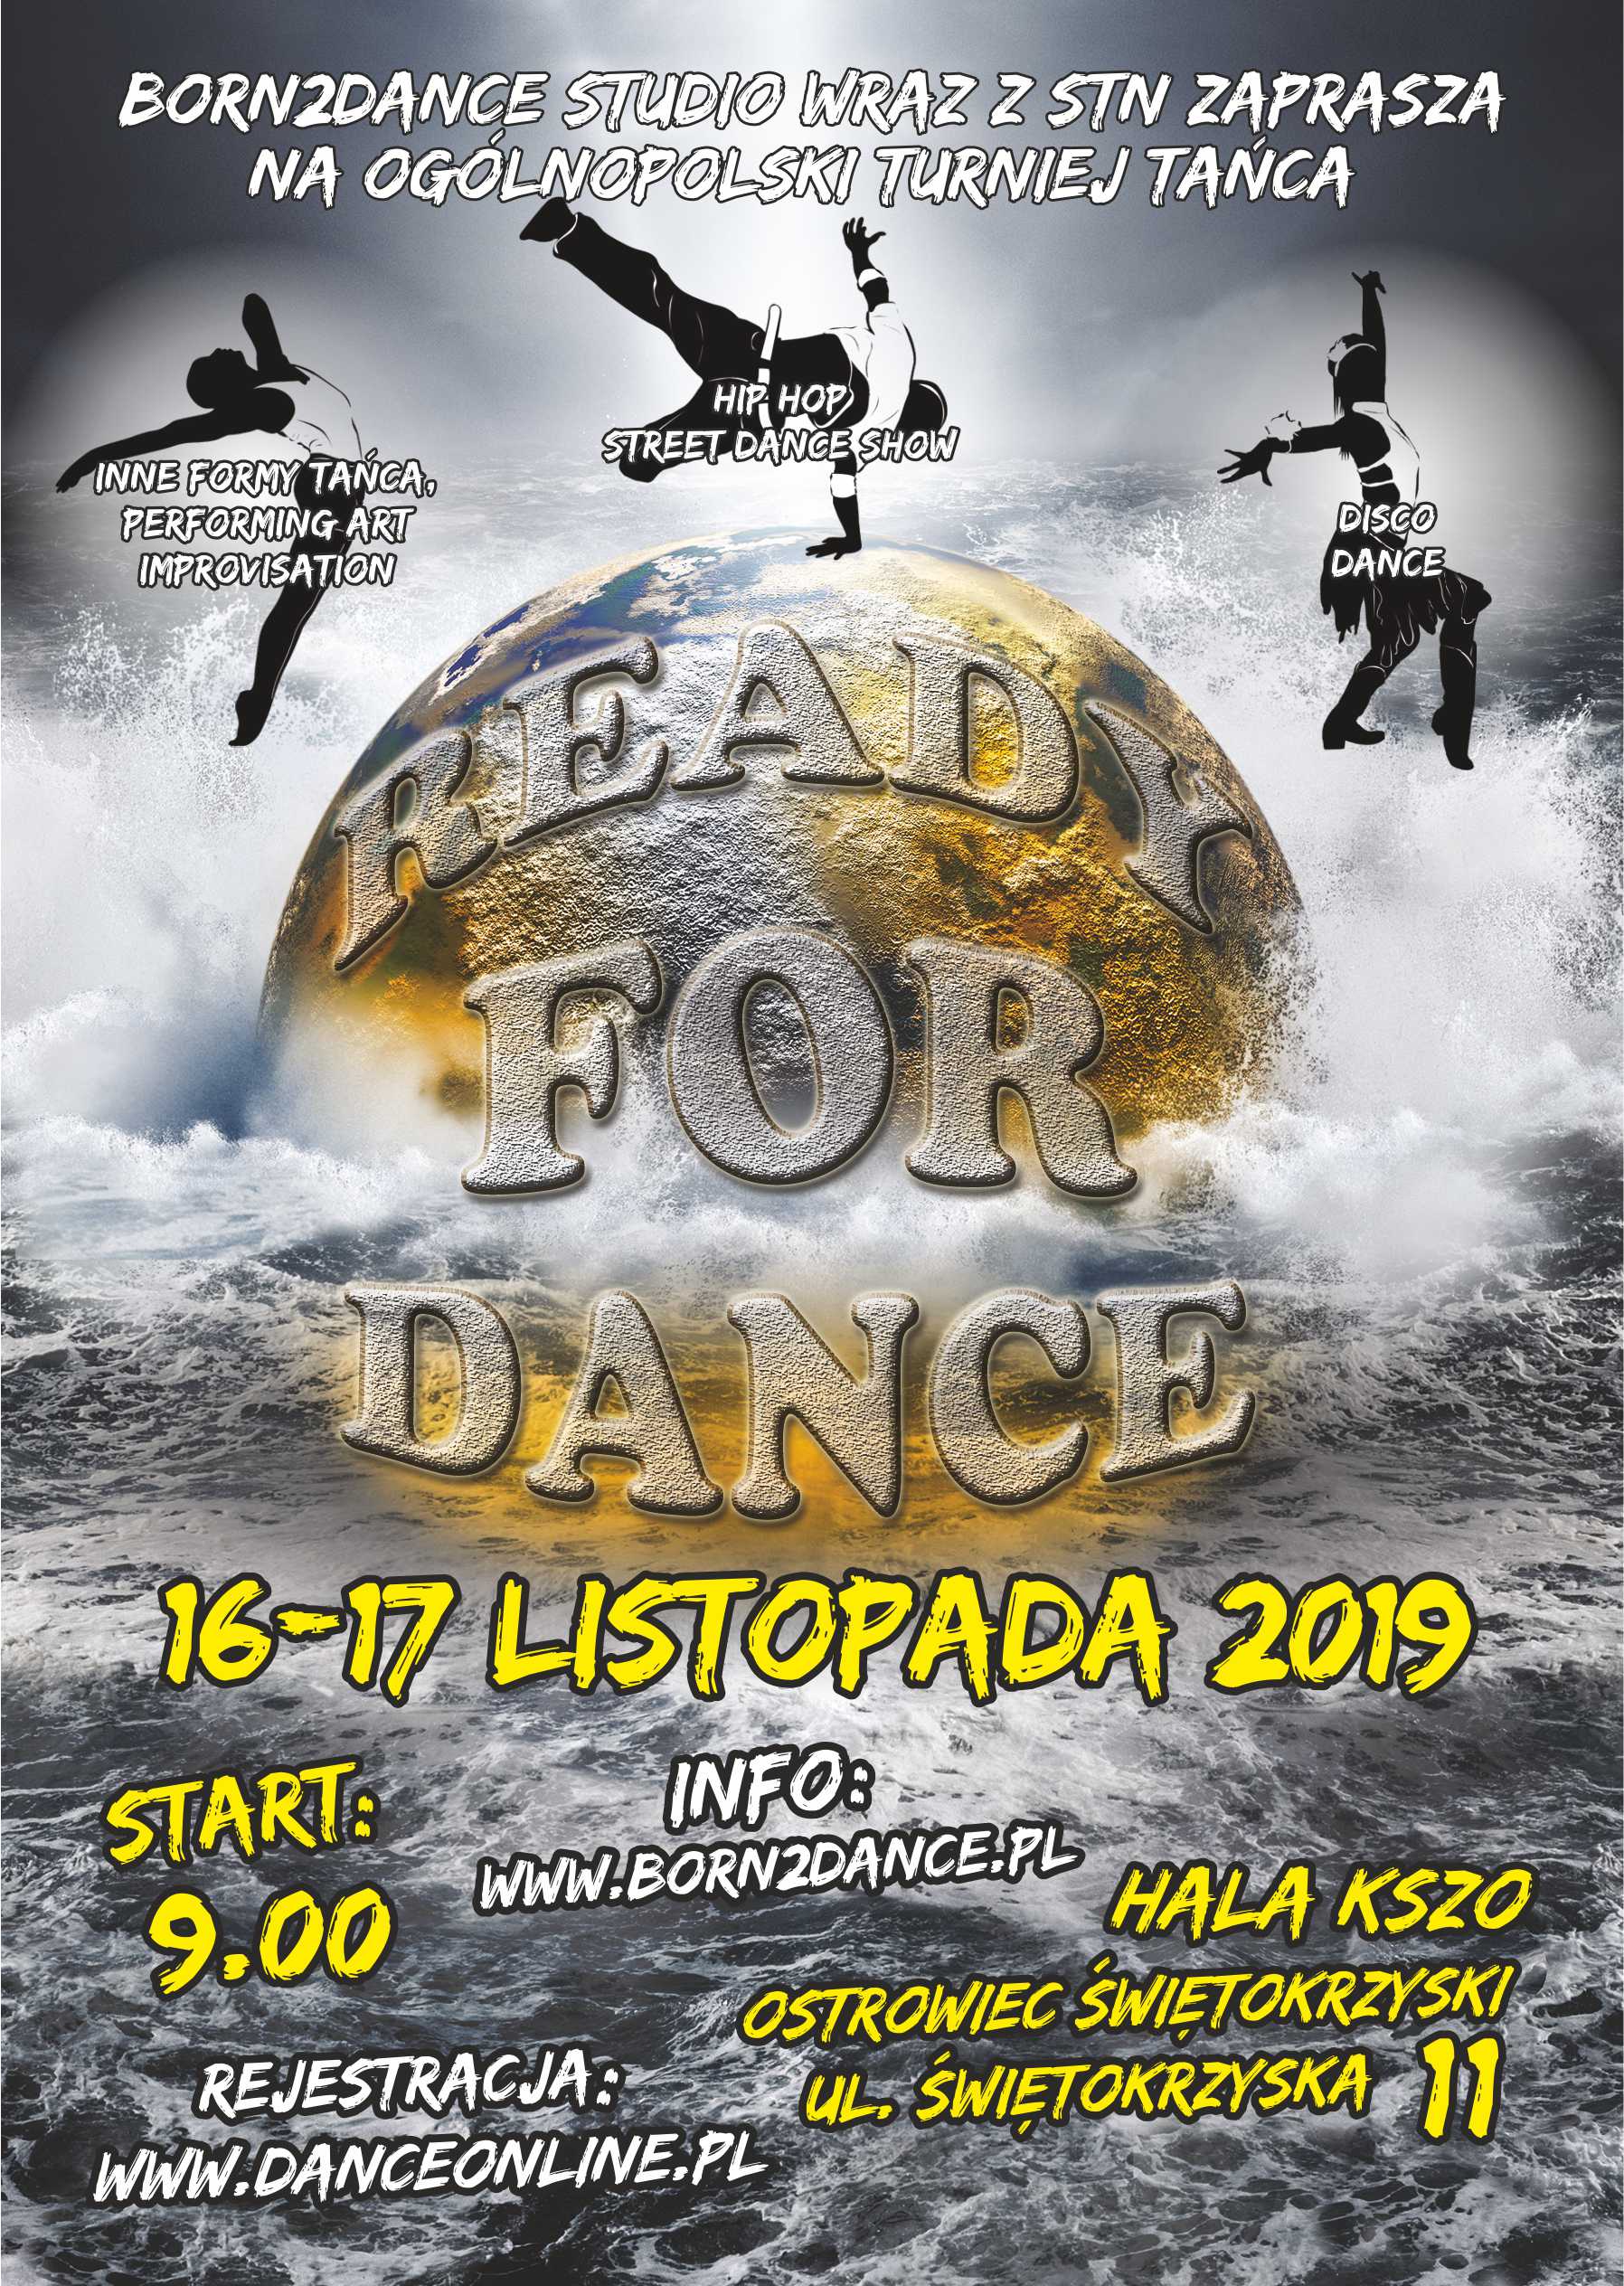 BORN2DANCE STUDIO WRAZ Z STN ZAPRASZA
NA OGÓLNOPOLSKI TURNIEJ TAŃCA
HIP HOP
STREET DANCE SHOW
INNE FORMY TAŃCA,
PERFORMING ART
IMPROVISATION
DISCO
DANCE
READY
FOR
DANCE
16-17 LISTOPADA 2019
START:
9.00
INFO:
WWW.BORN2DANCE.PL
HALA KSZO
OSTROWIEC ŚWIĘTOKRZYSKI
UL. ŚWIĘTOKRZYSKA 11
REJESTRACJA:
WWW.DANCEONLINE.PL